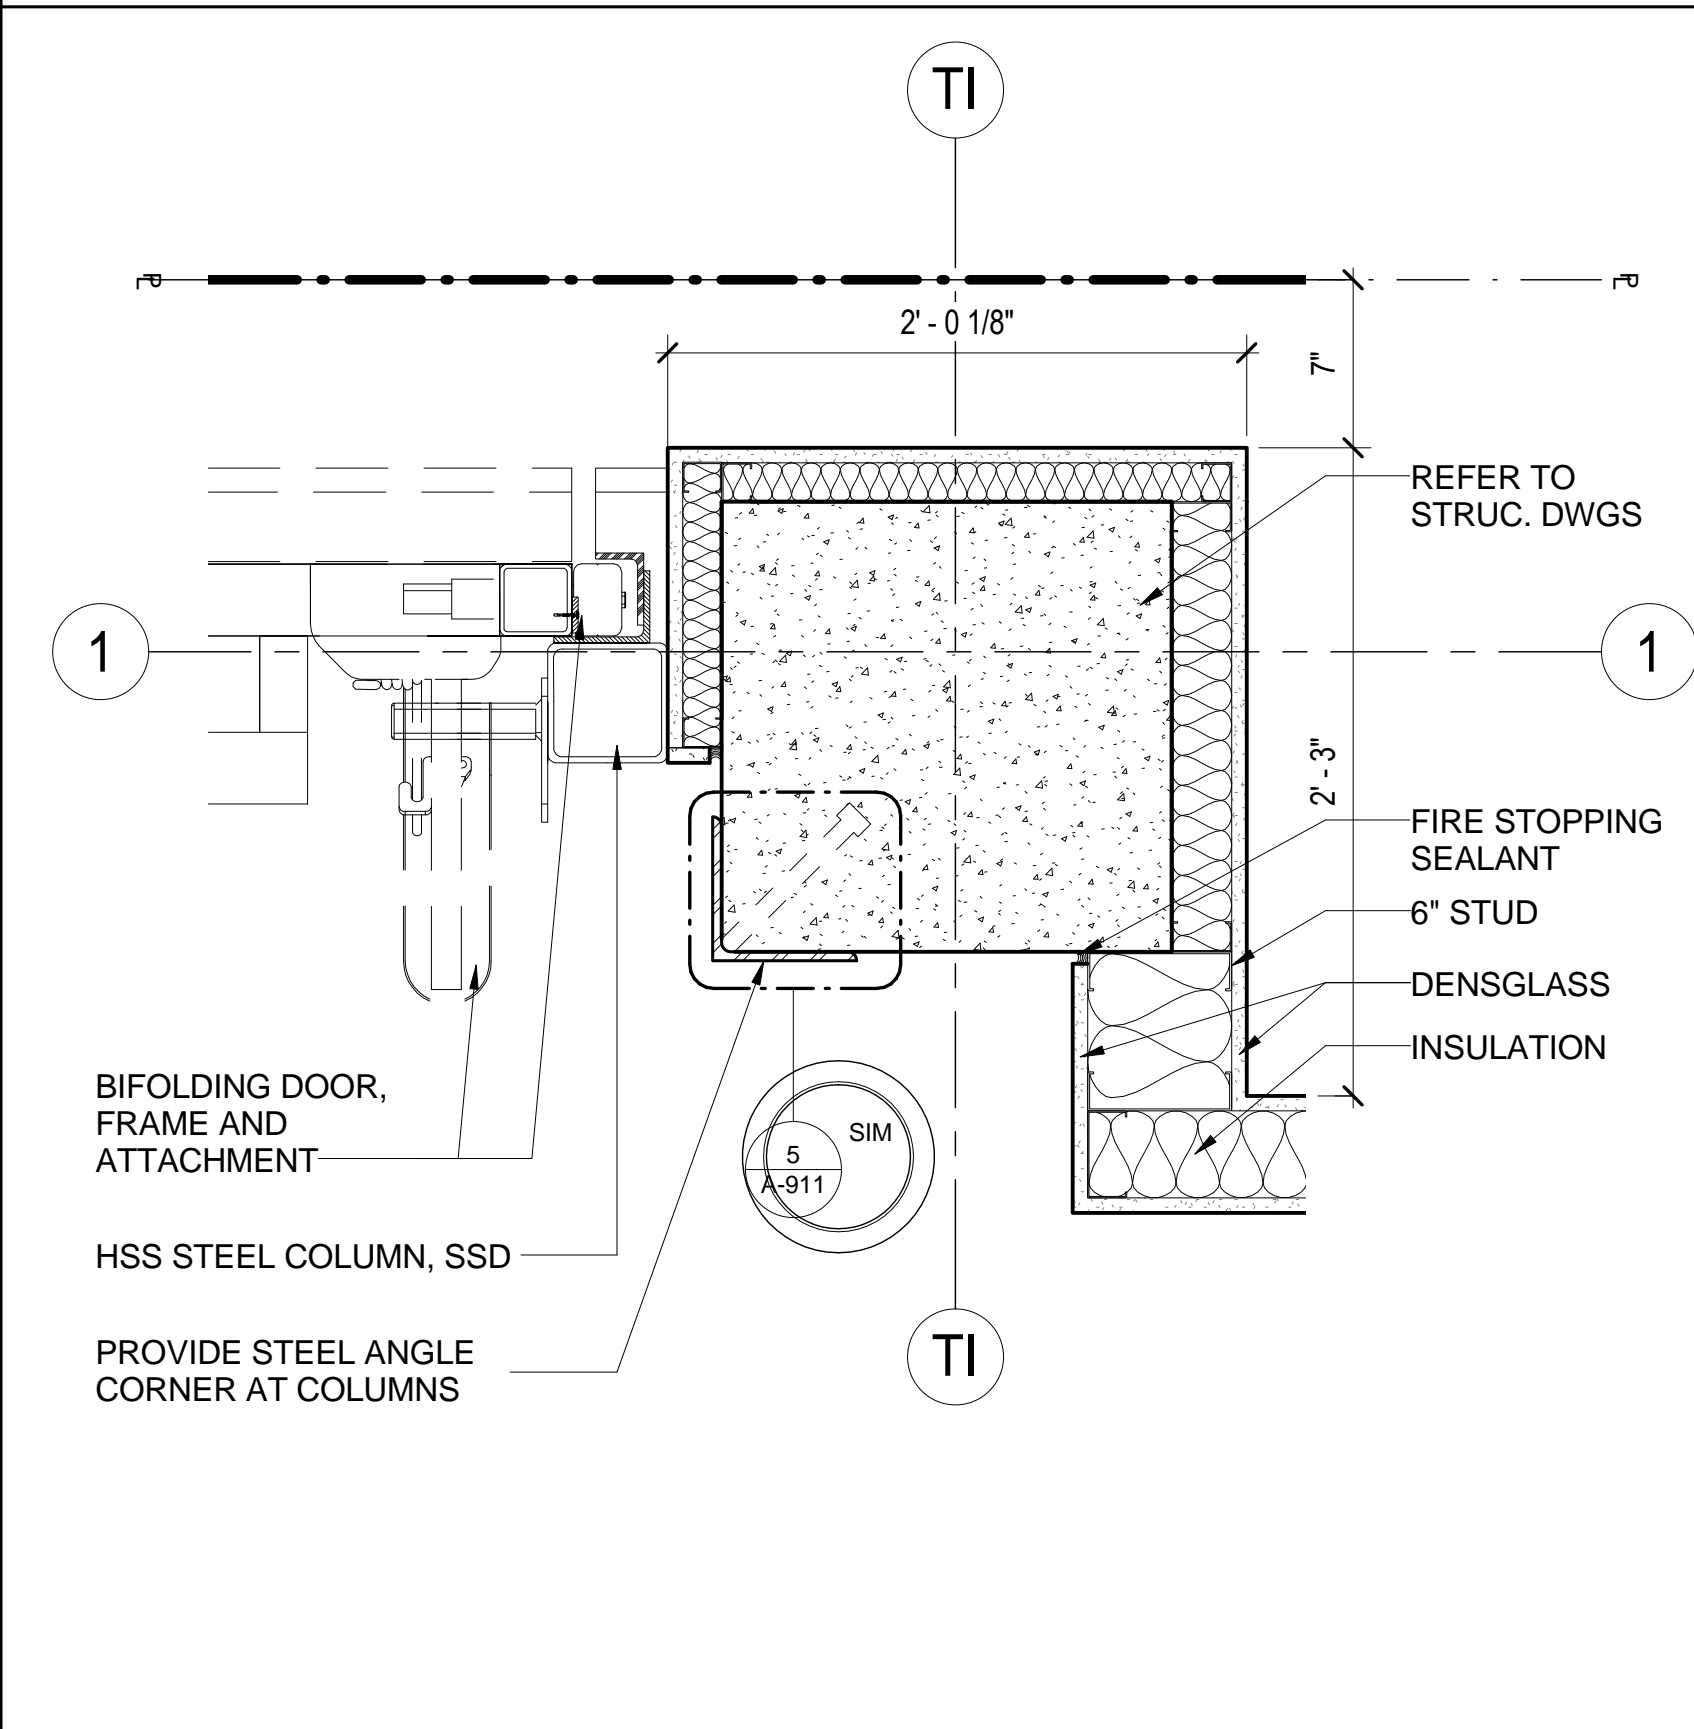 TI
PL
PL
2' - 0 1/8"
7"
REFER TO
STRUC. DWGS
1
1
2' - 3"
FIRE STOPPING
SEALANT
6" STUD
DENSGLASS
INSULATION
BIFOLDING DOOR,
FRAME AND
ATTACHMENT
SIM
5
A-911
HSS STEEL COLUMN, SSD
PROVIDE STEEL ANGLE
CORNER AT COLUMNS
TI